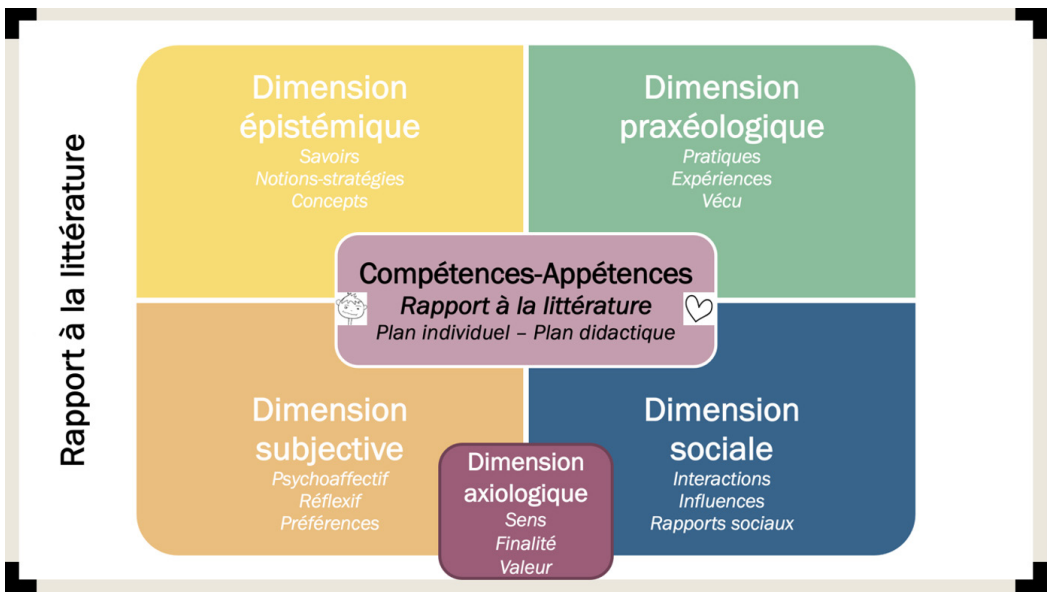 Rapport à la littérature
Dimension
épistémique
Savoirs
Notions-stratégies
Concepts
Dimension
praxéologique
Pratiques
Expériences
Vécu
Compétences-Appétences
Rapport à la littérature
Plan individuel – Plan didactique
Dimension
subjective
Psychoaffectif
Réflexif
Préférences
Dimension
axiologique
Sens
Finalité
Valeur
Dimension
sociale
Interactions
Influences
Rapports sociaux